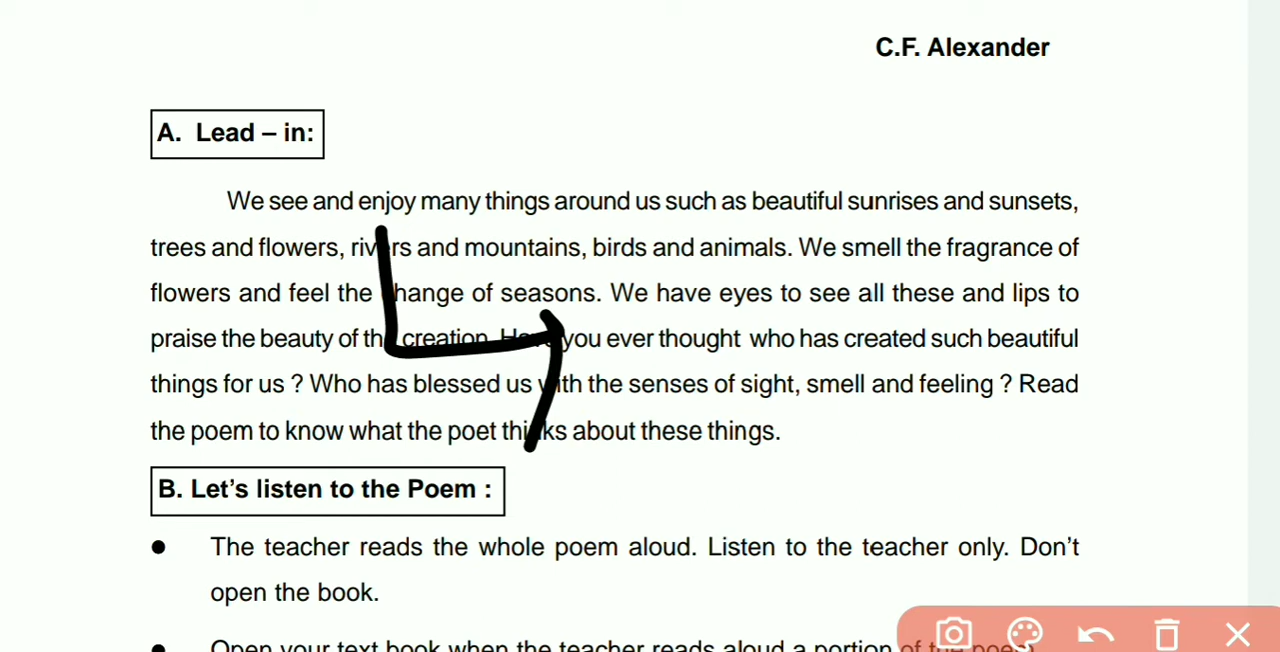 C.F. Alexander
A. Lead – in:
We see and enjoy many things around us such as beautiful sunrises and sunsets,
trees and flowers, rivers and mountains, birds and animals. We smell the fragrance of
flowers and feel the change of seasons. We have eyes to see all these and lips to
praise the beauty of the creation. Have you ever thought who has created such beautiful
things for us ? Who has blessed us with the senses of sight, smell and feeling ? Read
the poem to know what the poet thinks about these things.
B. Let’s listen to the Poem :
● The teacher reads the whole poem aloud. Listen to the teacher only. Don’t
open the book.
● Open your text book when the teacher reads aloud a portion of the poem.